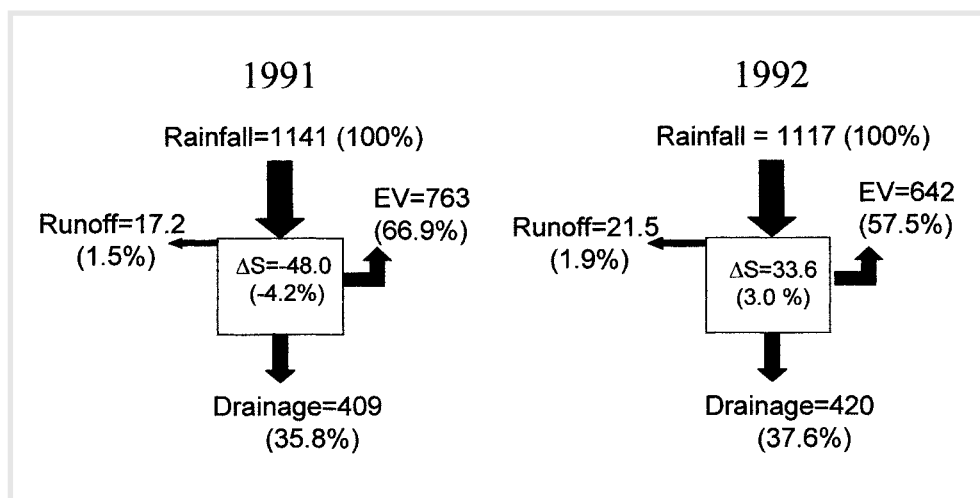 1991
Rainfall=1141 (100%)
EV=763
(66.9%)
Runoff=17.2
(1.5%)
ΔS=-48.0
(-4.2%)
Drainage=409
(35.8%)
1992
Rainfall = 1117 (100%)
EV=642
(57.5%)
Runoff=21.5
(1.9%)
ΔS=33.6
(3.0 %)
Drainage=420
(37.6%)